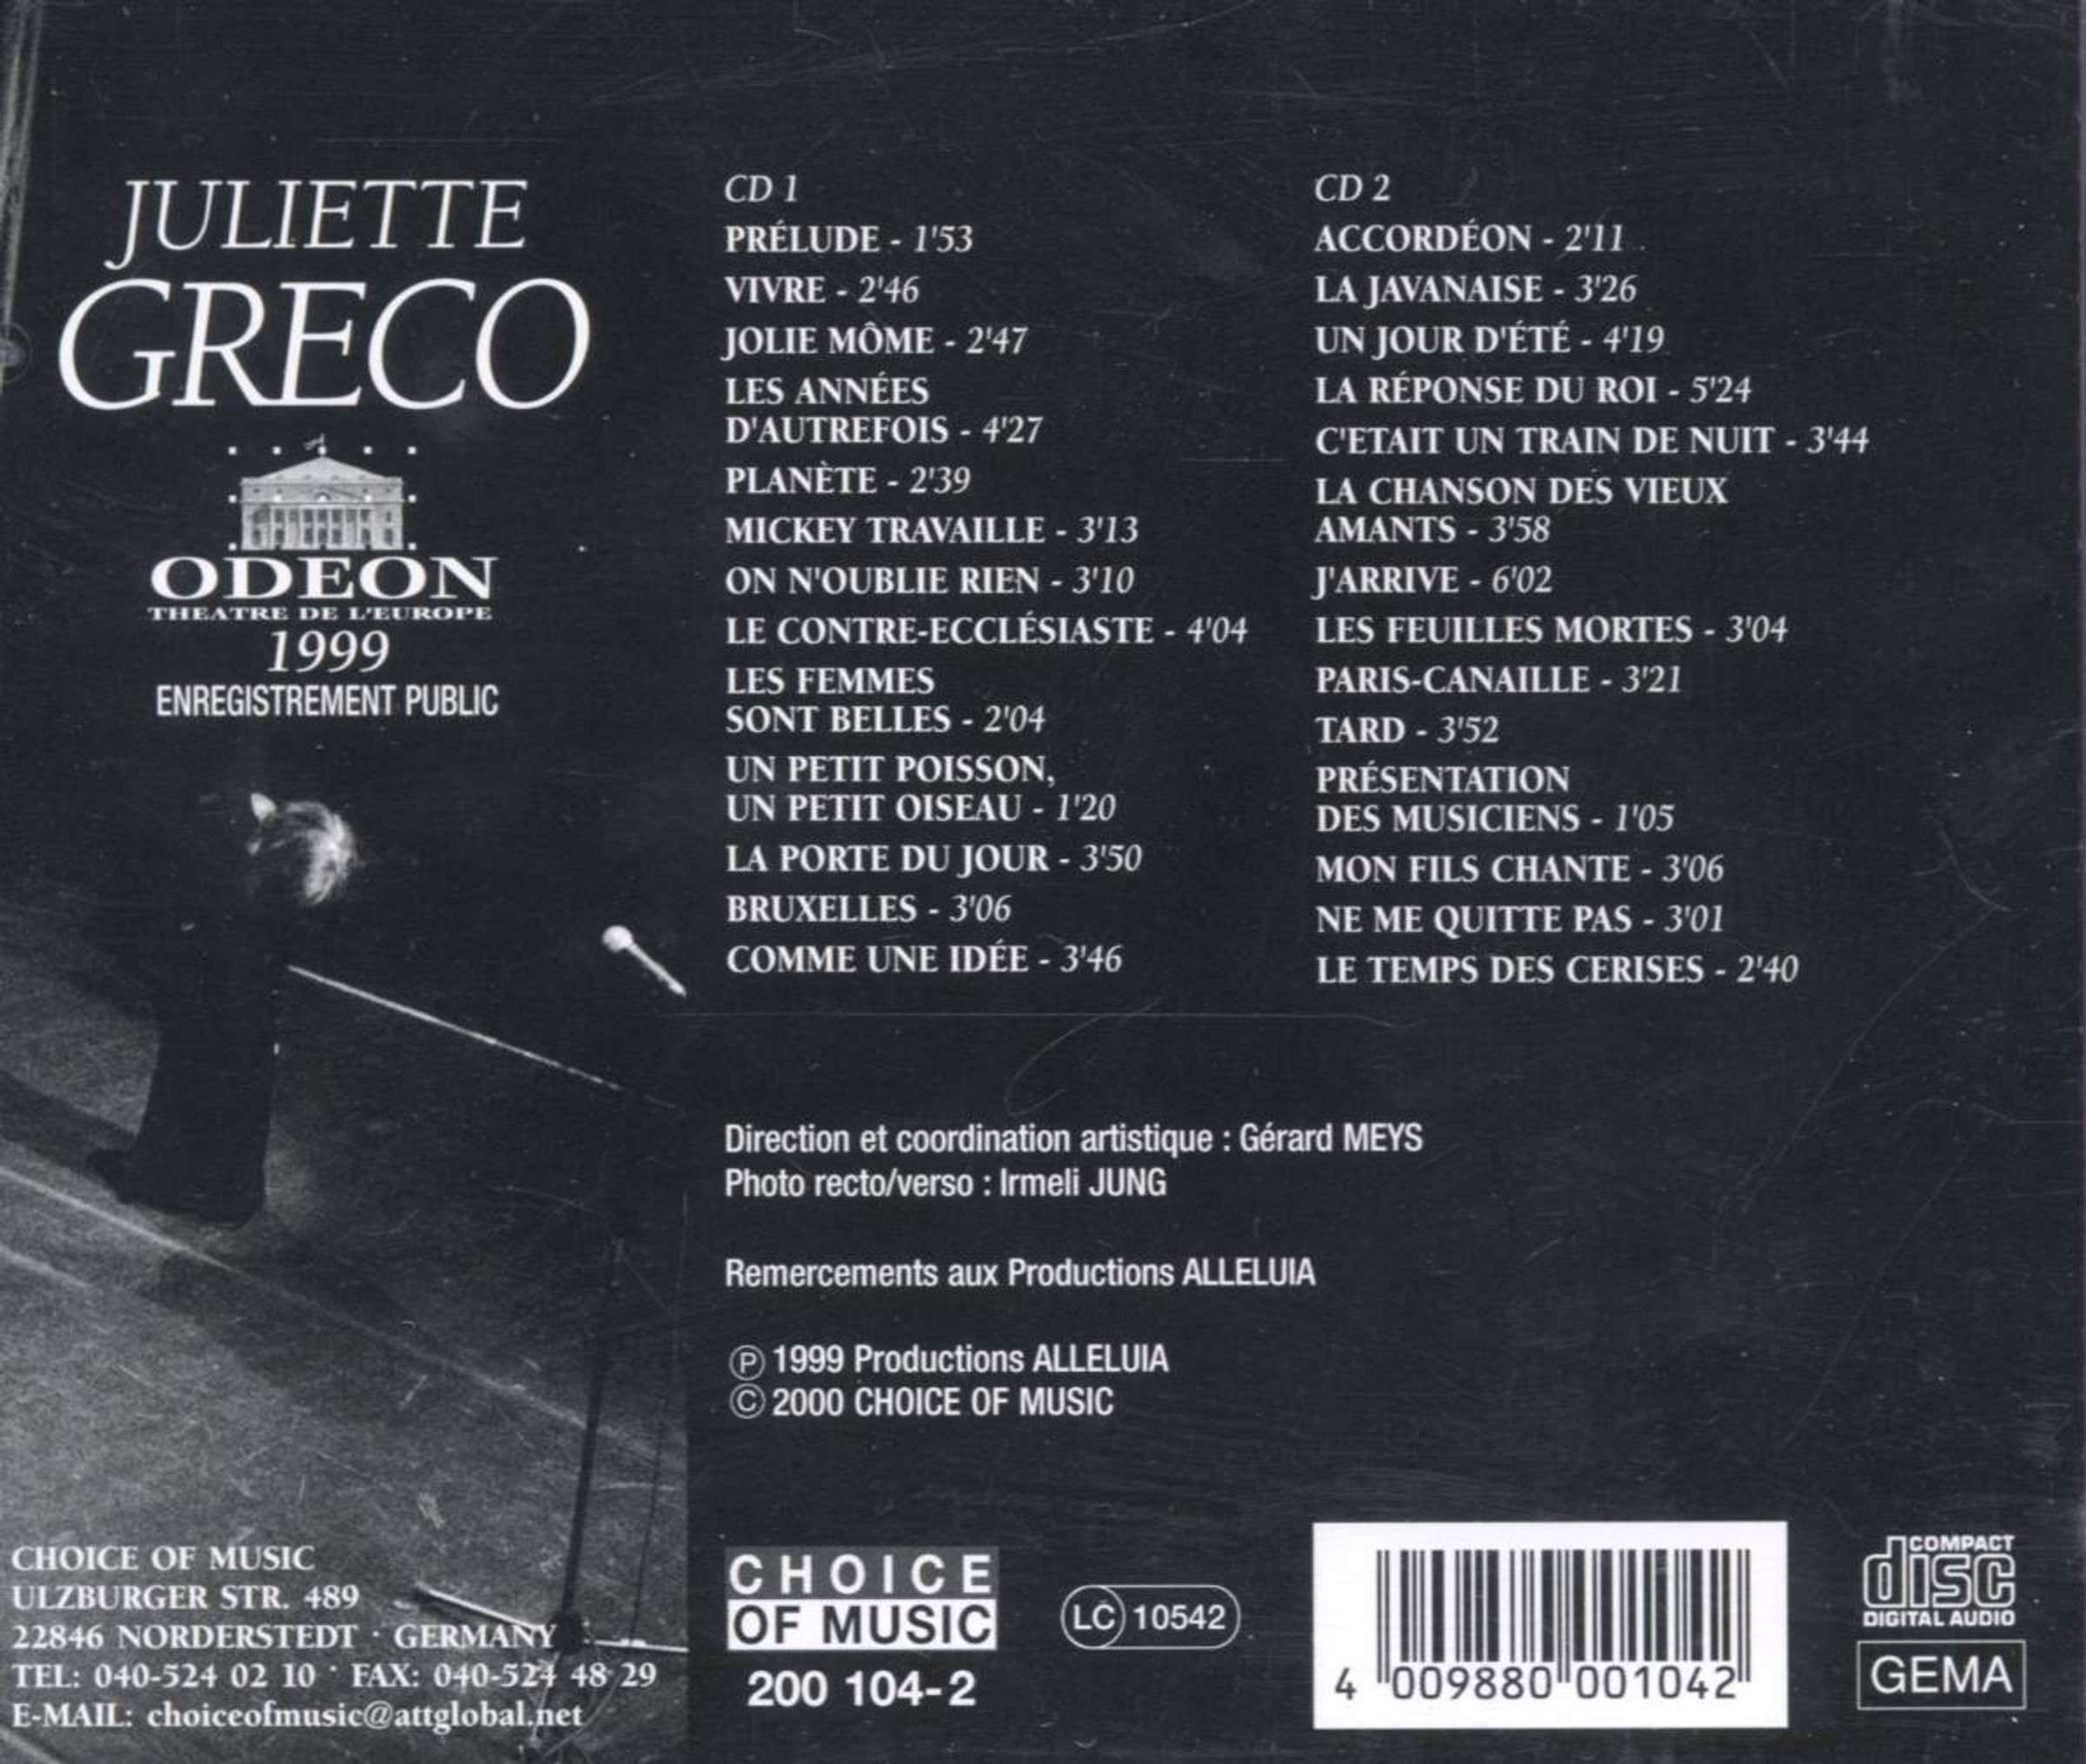 JULIETTE
GRECO
ODEON
THEATRE DE L'EUROPE
1999
ENREGISTREMENT PUBLIC
CD 1
PRÉLUDE - 1'53
VIVRE - 2'46
JOLIE MÔME - 2'47
LES ANNÉES
D'AUTREFOIS - 4'27
PLANÈTE - 2'39
MICKEY TRAVAILLE - 3'13
ON N'OUBLIE RIEN - 3'10
LE CONTRE-ECCLÉSIASTE - 4'04
LES FEMMES
SONT BELLES - 2'04
UN PETIT POISSON,
UN PETIT OISEAU - 1'20
LA PORTE DU JOUR - 3'50
BRUXELLES - 3'06
COMME UNE IDÉE - 3'46
CD 2
ACCORDÉON - 2'11
LA JAVANAISE - 3'26
UN JOUR D'ÉTÉ - 4'19
LA RÉPONSE DU ROI - 5'24
C'ETAIT UN TRAIN DE NUIT - 3'44
LA CHANSON DES VIEUX
AMANTS - 3'58
J'ARRIVE - 6'02
LES FEUILLES MORTES - 3'04
PARIS-CANAILLE - 3'21
TARD - 3'52
PRÉSENTATION
DES MUSICIENS - 1'05
MON FILS CHANTE - 3'06
NE ME QUITTE PAS - 3'01
LE TEMPS DES CERISES - 2'40
Direction et coordination artistique : Gérard MEYS
Photo recto/verso : Irmeli JUNG
Remercements aux Productions ALLELUIA
Ⓟ 1999 Productions ALLELUIA
© 2000 CHOICE OF MUSIC
CHOICE OF MUSIC
ULZBURGER STR. 489
22846 NORDERSTEDT · GERMANY
TEL: 040-524 02 10 · FAX: 040-524 48 29
E-MAIL: choiceofmusic@attglobal.net
CHOICE
OF MUSIC
200 104-2
LC 10542
4 009880 001042
COMPACT
disc
DIGITAL AUDIO
GEMA